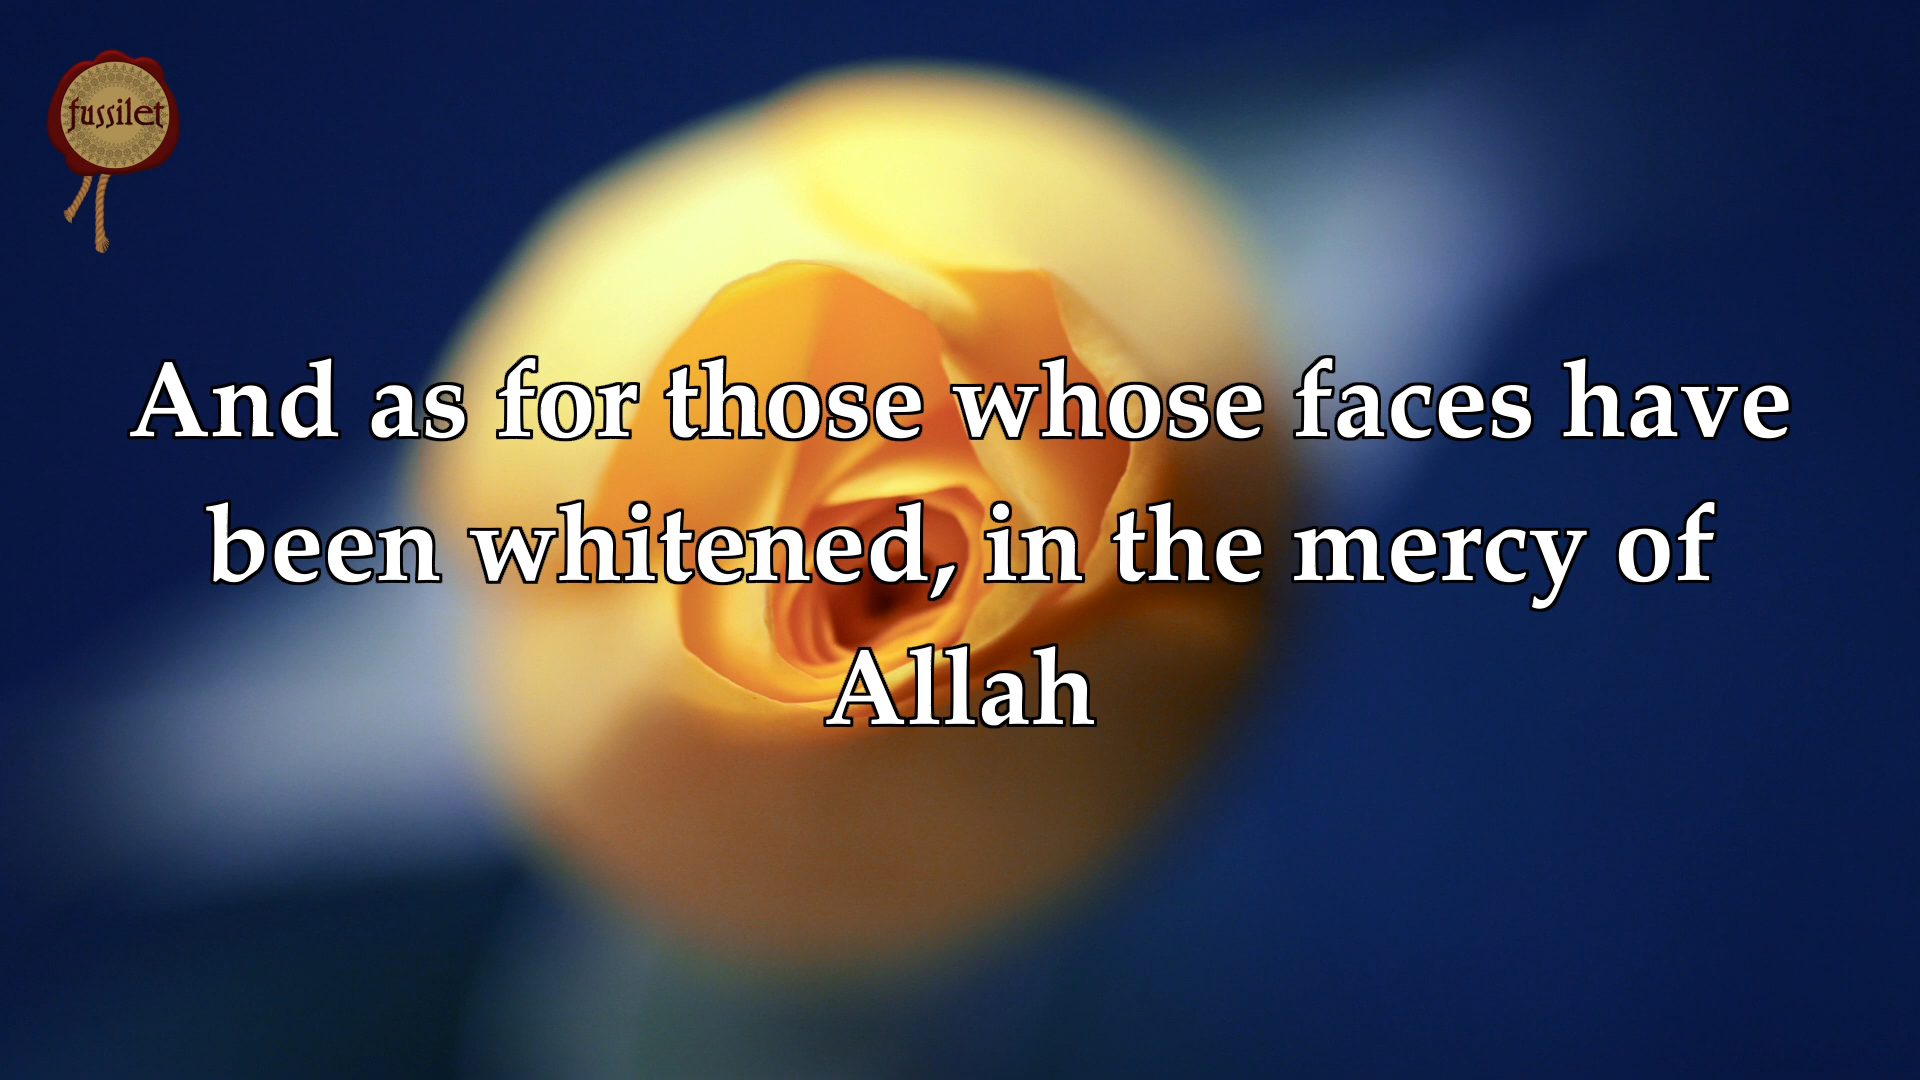 fussilet
And as for those whose faces have
been whitened, in the mercy of
Allah